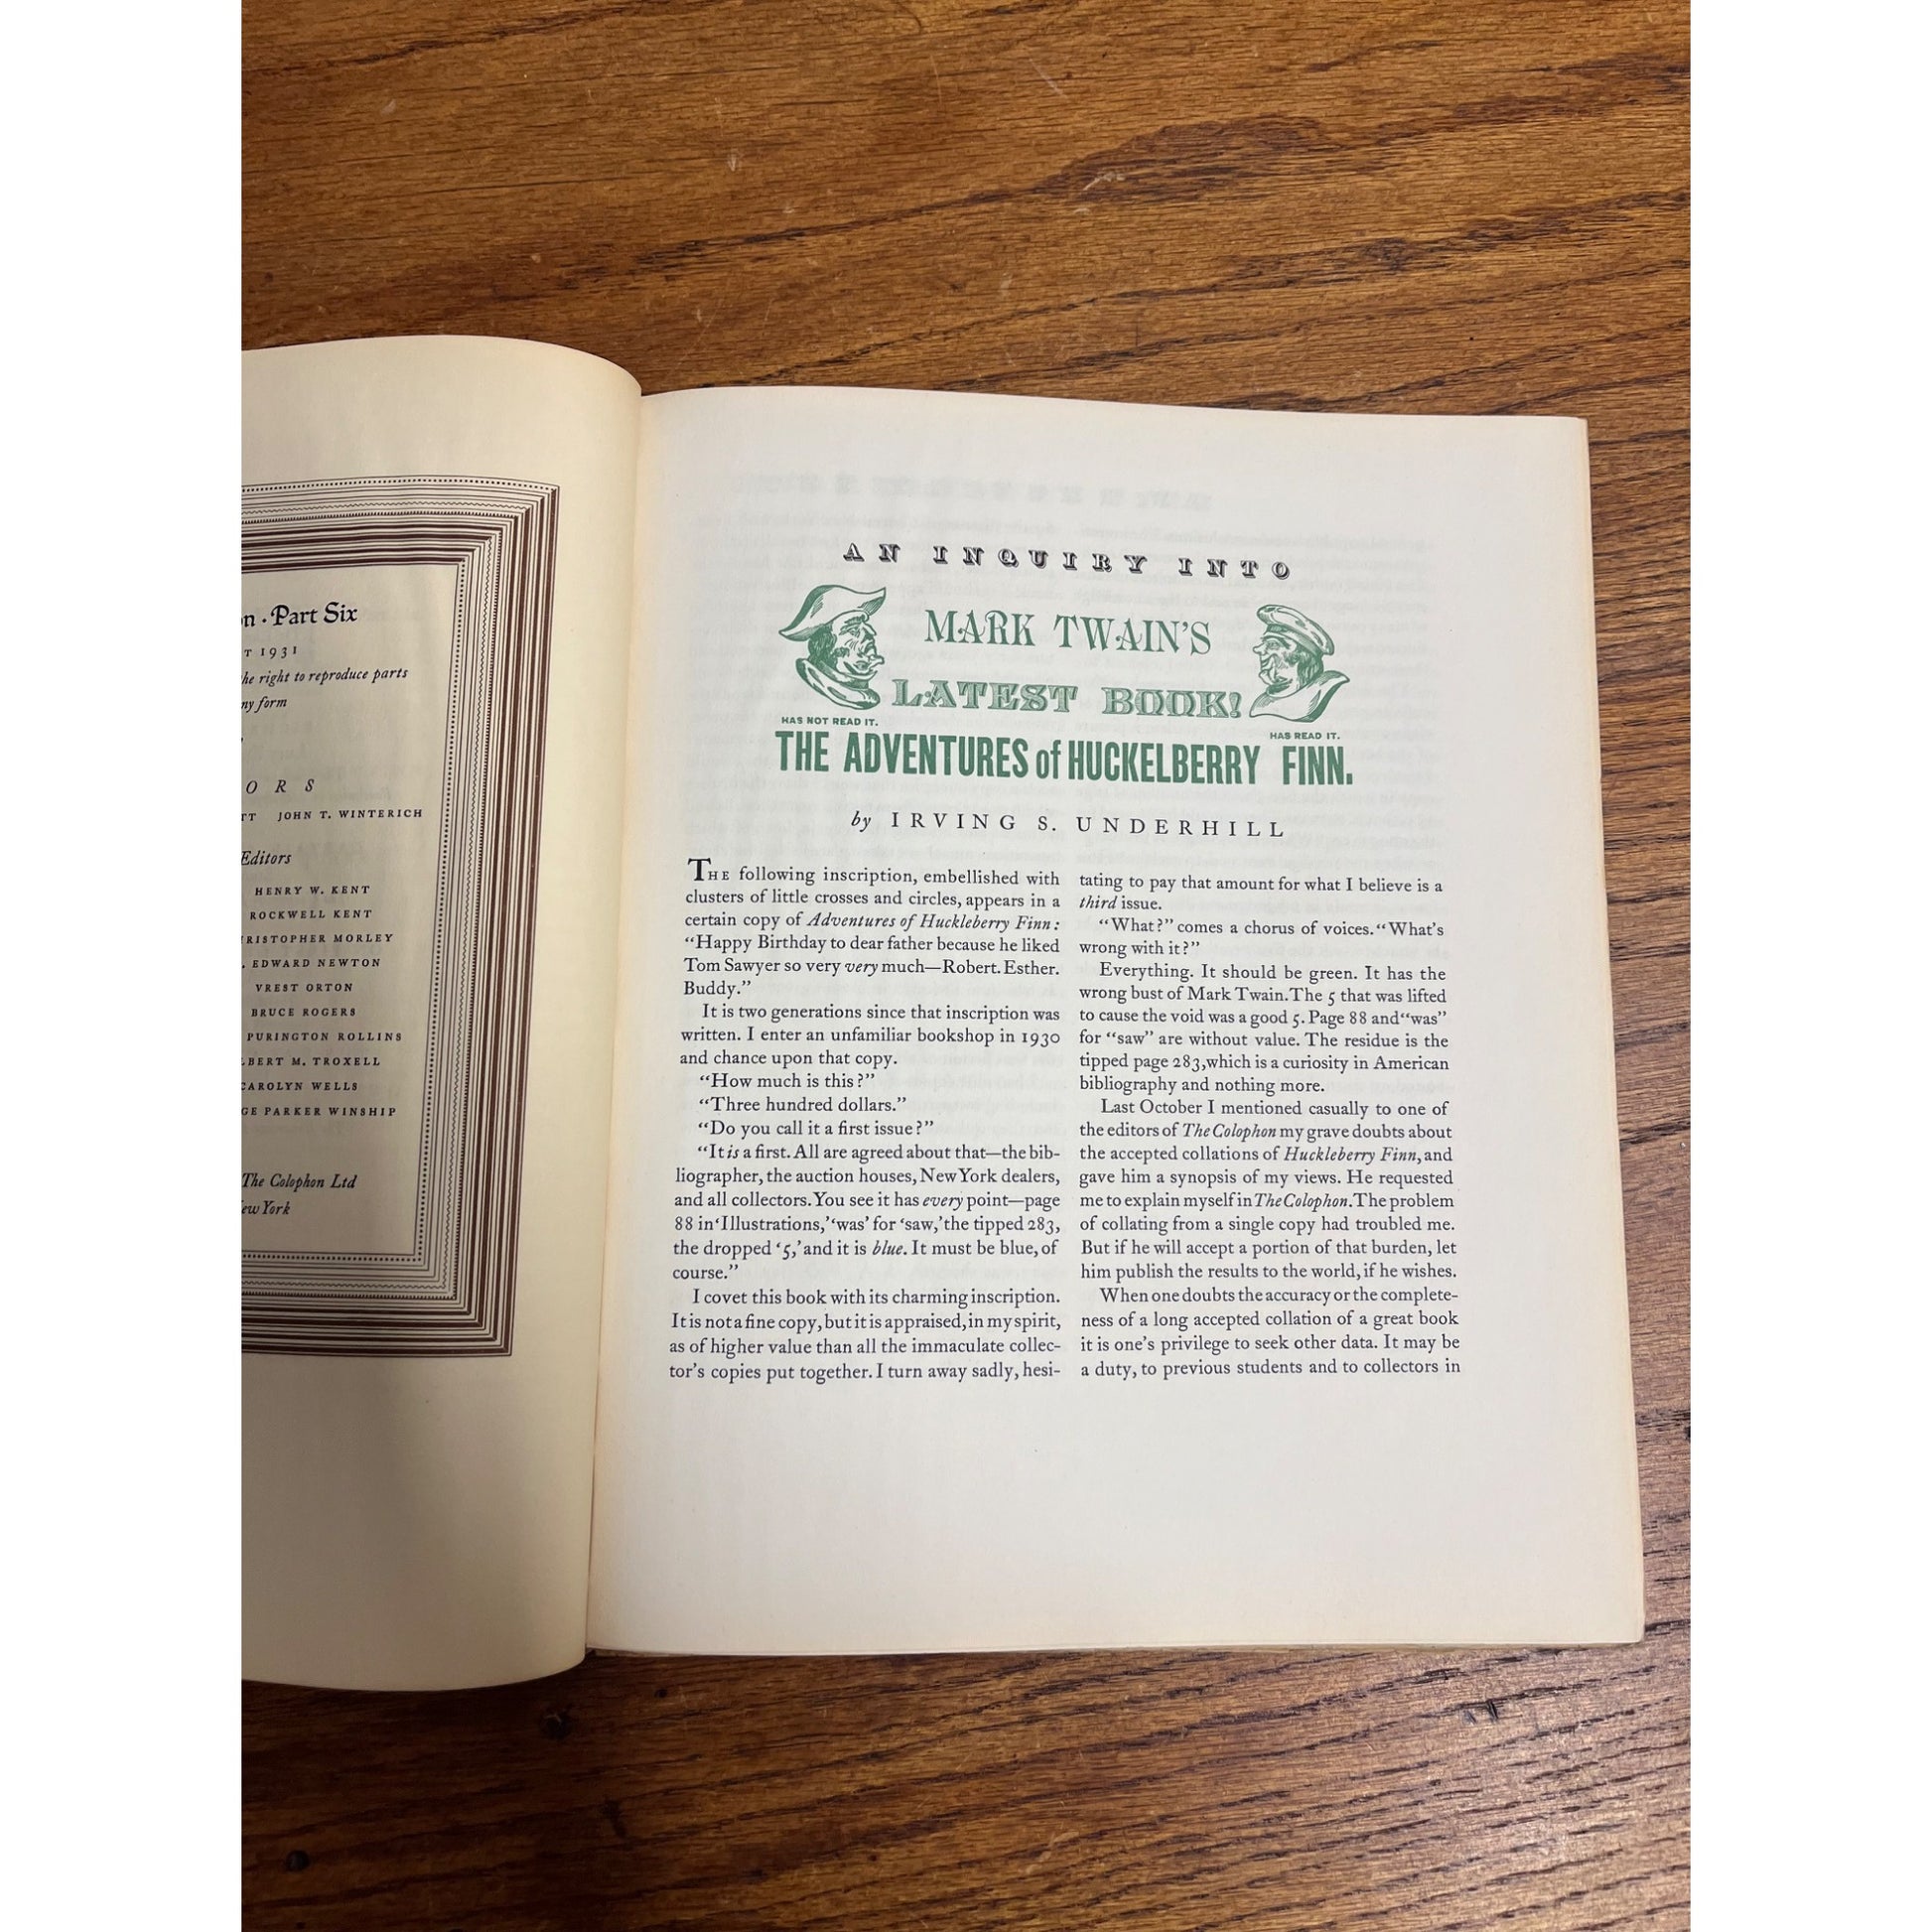 n · Part Six
T 1931
he right to reproduce parts
ny form
O R S
TT JOHN T. WINTERICH
Editors
HENRY W. KENT
ROCKWELL KENT
RISTOPHER MORLEY
. EDWARD NEWTON
VREST ORTON
BRUCE ROGERS
PURINGTON ROLLINS
LBERT M. TROXELL
CAROLYN WELLS
GE PARKER WINSHIP
The Colophon Ltd
ew York
AN INQUIRY INTO
MARK TWAIN'S
LATEST BOOK!
HAS NOT READ IT.
HAS READ IT.
THE ADVENTURES of HUCKELBERRY FINN.
by IRVING S. UNDERHILL
THE following inscription, embellished with
clusters of little crosses and circles, appears in a
certain copy of Adventures of Huckleberry Finn:
“Happy Birthday to dear father because he liked
Tom Sawyer so very very much—Robert. Esther.
Buddy.”
It is two generations since that inscription was
written. I enter an unfamiliar bookshop in 1930
and chance upon that copy.
“How much is this?”
“Three hundred dollars.”
“Do you call it a first issue?”
“It is a first. All are agreed about that—the bib-
liographer, the auction houses, New York dealers,
and all collectors. You see it has every point—page
88 in ‘Illustrations,’ ‘was’ for ‘saw,’ the tipped 283,
the dropped ‘5,’ and it is blue. It must be blue, of
course.”
I covet this book with its charming inscription.
It is not a fine copy, but it is appraised, in my spirit,
as of higher value than all the immaculate collec-
tor's copies put together. I turn away sadly, hesi-
tating to pay that amount for what I believe is a
third issue.
“What?” comes a chorus of voices. “What's
wrong with it?”
Everything. It should be green. It has the
wrong bust of Mark Twain. The 5 that was lifted
to cause the void was a good 5. Page 88 and “was”
for “saw” are without value. The residue is the
tipped page 283, which is a curiosity in American
bibliography and nothing more.
Last October I mentioned casually to one of
the editors of The Colophon my grave doubts about
the accepted collations of Huckleberry Finn, and
gave him a synopsis of my views. He requested
me to explain myself in The Colophon. The problem
of collating from a single copy had troubled me.
But if he will accept a portion of that burden, let
him publish the results to the world, if he wishes.
When one doubts the accuracy or the complete-
ness of a long accepted collation of a great book
it is one's privilege to seek other data. It may be
a duty, to previous students and to collectors in